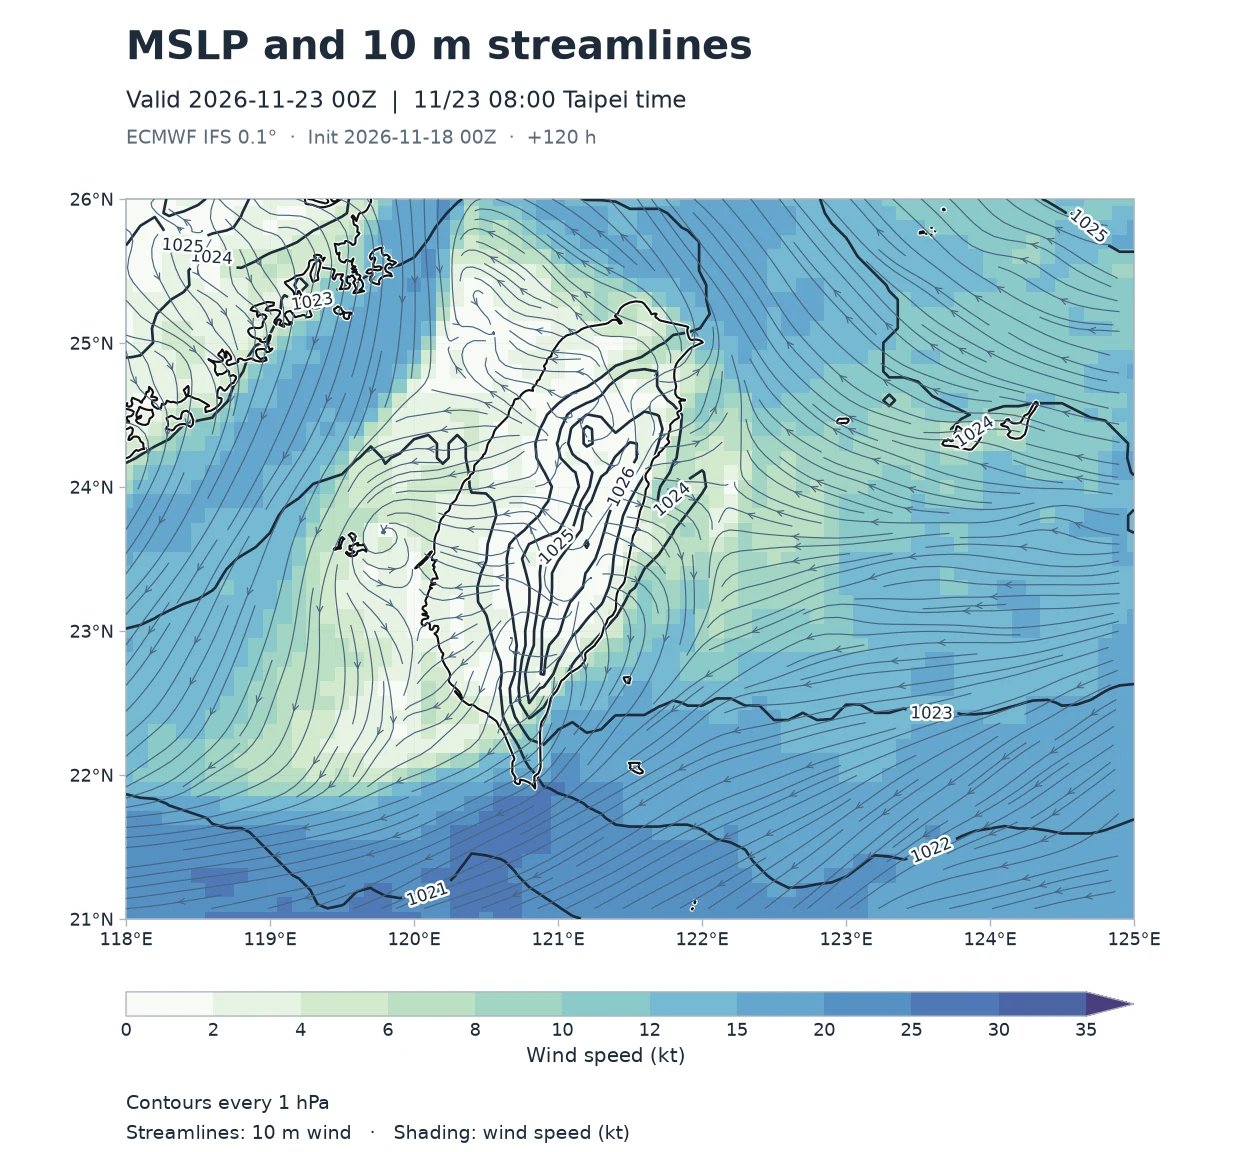 MSLP and 10 m streamlines
Valid 2026-11-23 00Z | 11/23 08:00 Taipei time
ECMWF IFS 0.1° · Init 2026-11-18 00Z · +120 h
26°N
1025
1025
1024
1023
25°N
1024
24°N
1026
1024
1025
23°N
1023
22°N
1022
1021
21°N
118°E 119°E 120°E 121°E 122°E 123°E 124°E 125°E
0 2 4 6 8 10 12 15 20 25 30 35
Wind speed (kt)
Contours every 1 hPa
Streamlines: 10 m wind · Shading: wind speed (kt)